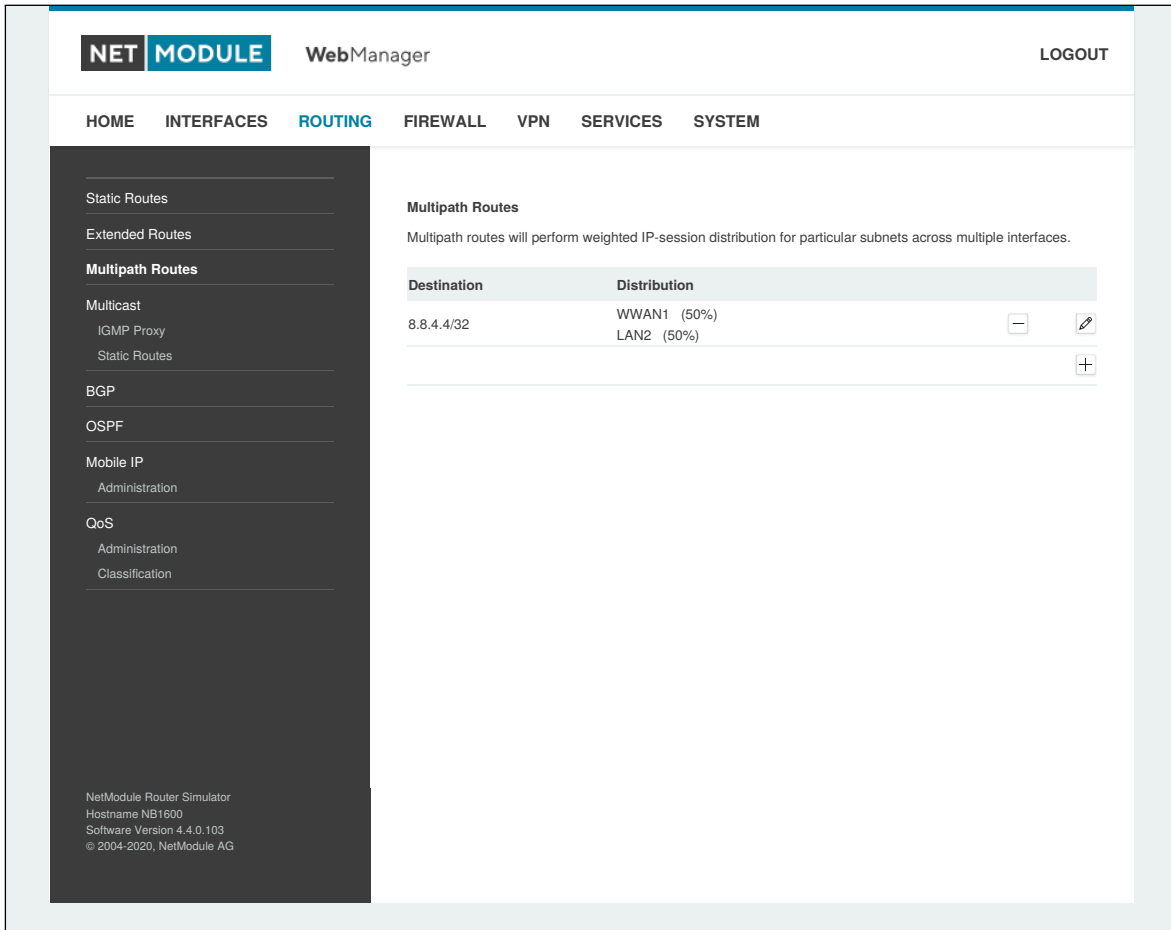 NET MODULE WebManager LOGOUT
HOME INTERFACES ROUTING FIREWALL VPN SERVICES SYSTEM
Static Routes
Extended Routes
Multipath Routes
Multicast
IGMP Proxy
Static Routes
BGP
OSPF
Mobile IP
Administration
QoS
Administration
Classification
NetModule Router Simulator
Hostname NB1600
Software Version 4.4.0.103
© 2004-2020, NetModule AG
Multipath Routes
Multipath routes will perform weighted IP-session distribution for particular subnets across multiple interfaces.
Destination Distribution
8.8.4.4/32 WWAN1 (50%)
LAN2 (50%)